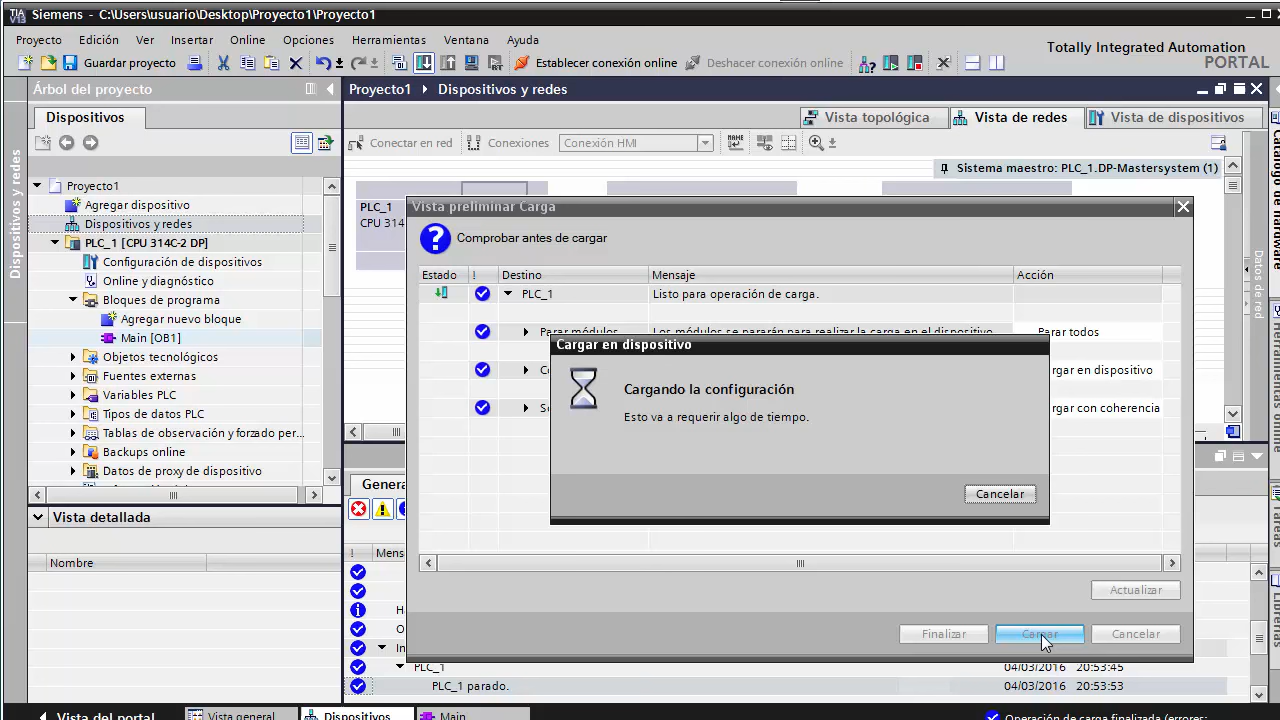 TIA
V13
Siemens - C:\Users\usuario\Desktop\Proyecto1\Proyecto1
Proyecto Edición Ver Insertar Online Opciones Herramientas Ventana Ayuda
Totally Integrated Automation
PORTAL
Guardar proyecto
Establecer conexión online
Deshacer conexión online
Árbol del proyecto
Proyecto1 Dispositivos y redes
Dispositivos
Vista topológica
Vista de redes
Vista de dispositivos
Conectar en red
Conexiones
Conexión HMI
Sistema maestro: PLC_1.DP-Mastersystem (1)
Dispositivos y redes
Proyecto1
Agregar dispositivo
Dispositivos y redes
PLC_1 [CPU 314C-2 DP]
Configuración de dispositivos
Online y diagnóstico
Bloques de programa
Agregar nuevo bloque
Main [OB1]
Objetos tecnológicos
Fuentes externas
Variables PLC
Tipos de datos PLC
Tablas de observación y forzado per...
Backups online
Datos de proxy de dispositivo
Vista detallada
Nombre
PLC_1
CPU 314
Vista preliminar Carga
Comprobar antes de cargar
Estado ! Destino Mensaje Acción
PLC_ Listo para operación de carga.
Parar módulos Los módulos se pararán para realizar la carga en el dispositivo Parar todos
rgar en dispositivo
rgar con coherencia
Cargar en dispositivo
Cargando la configuración
Esto va a requerir algo de tiempo.
Cancelar
Actualizar
Finalizar Cargar Cancelar
Genera
! Mens
PLC_1 04/03/2016 20:53:45
PLC_1 parado. 04/03/2016 20:53:53
Datos de red
Catálogo de hardware
Herramientas online
Tareas
Librerías
Vista del portal
Vista general
Dispositivos
Main
Operación de carga finalizada (errores: